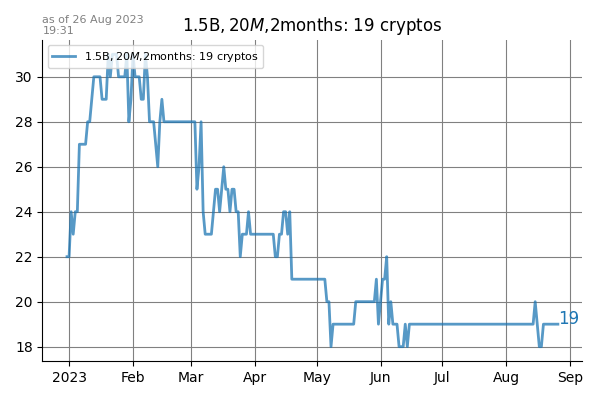 as of 26 Aug 2023
19:31
1.5B, 20M,2months: 19 cryptos
1.5B, 20M,2months: 19 cryptos
30
28
26
24
22
20
18
19
2023 Feb Mar Apr May Jun Jul Aug Sep